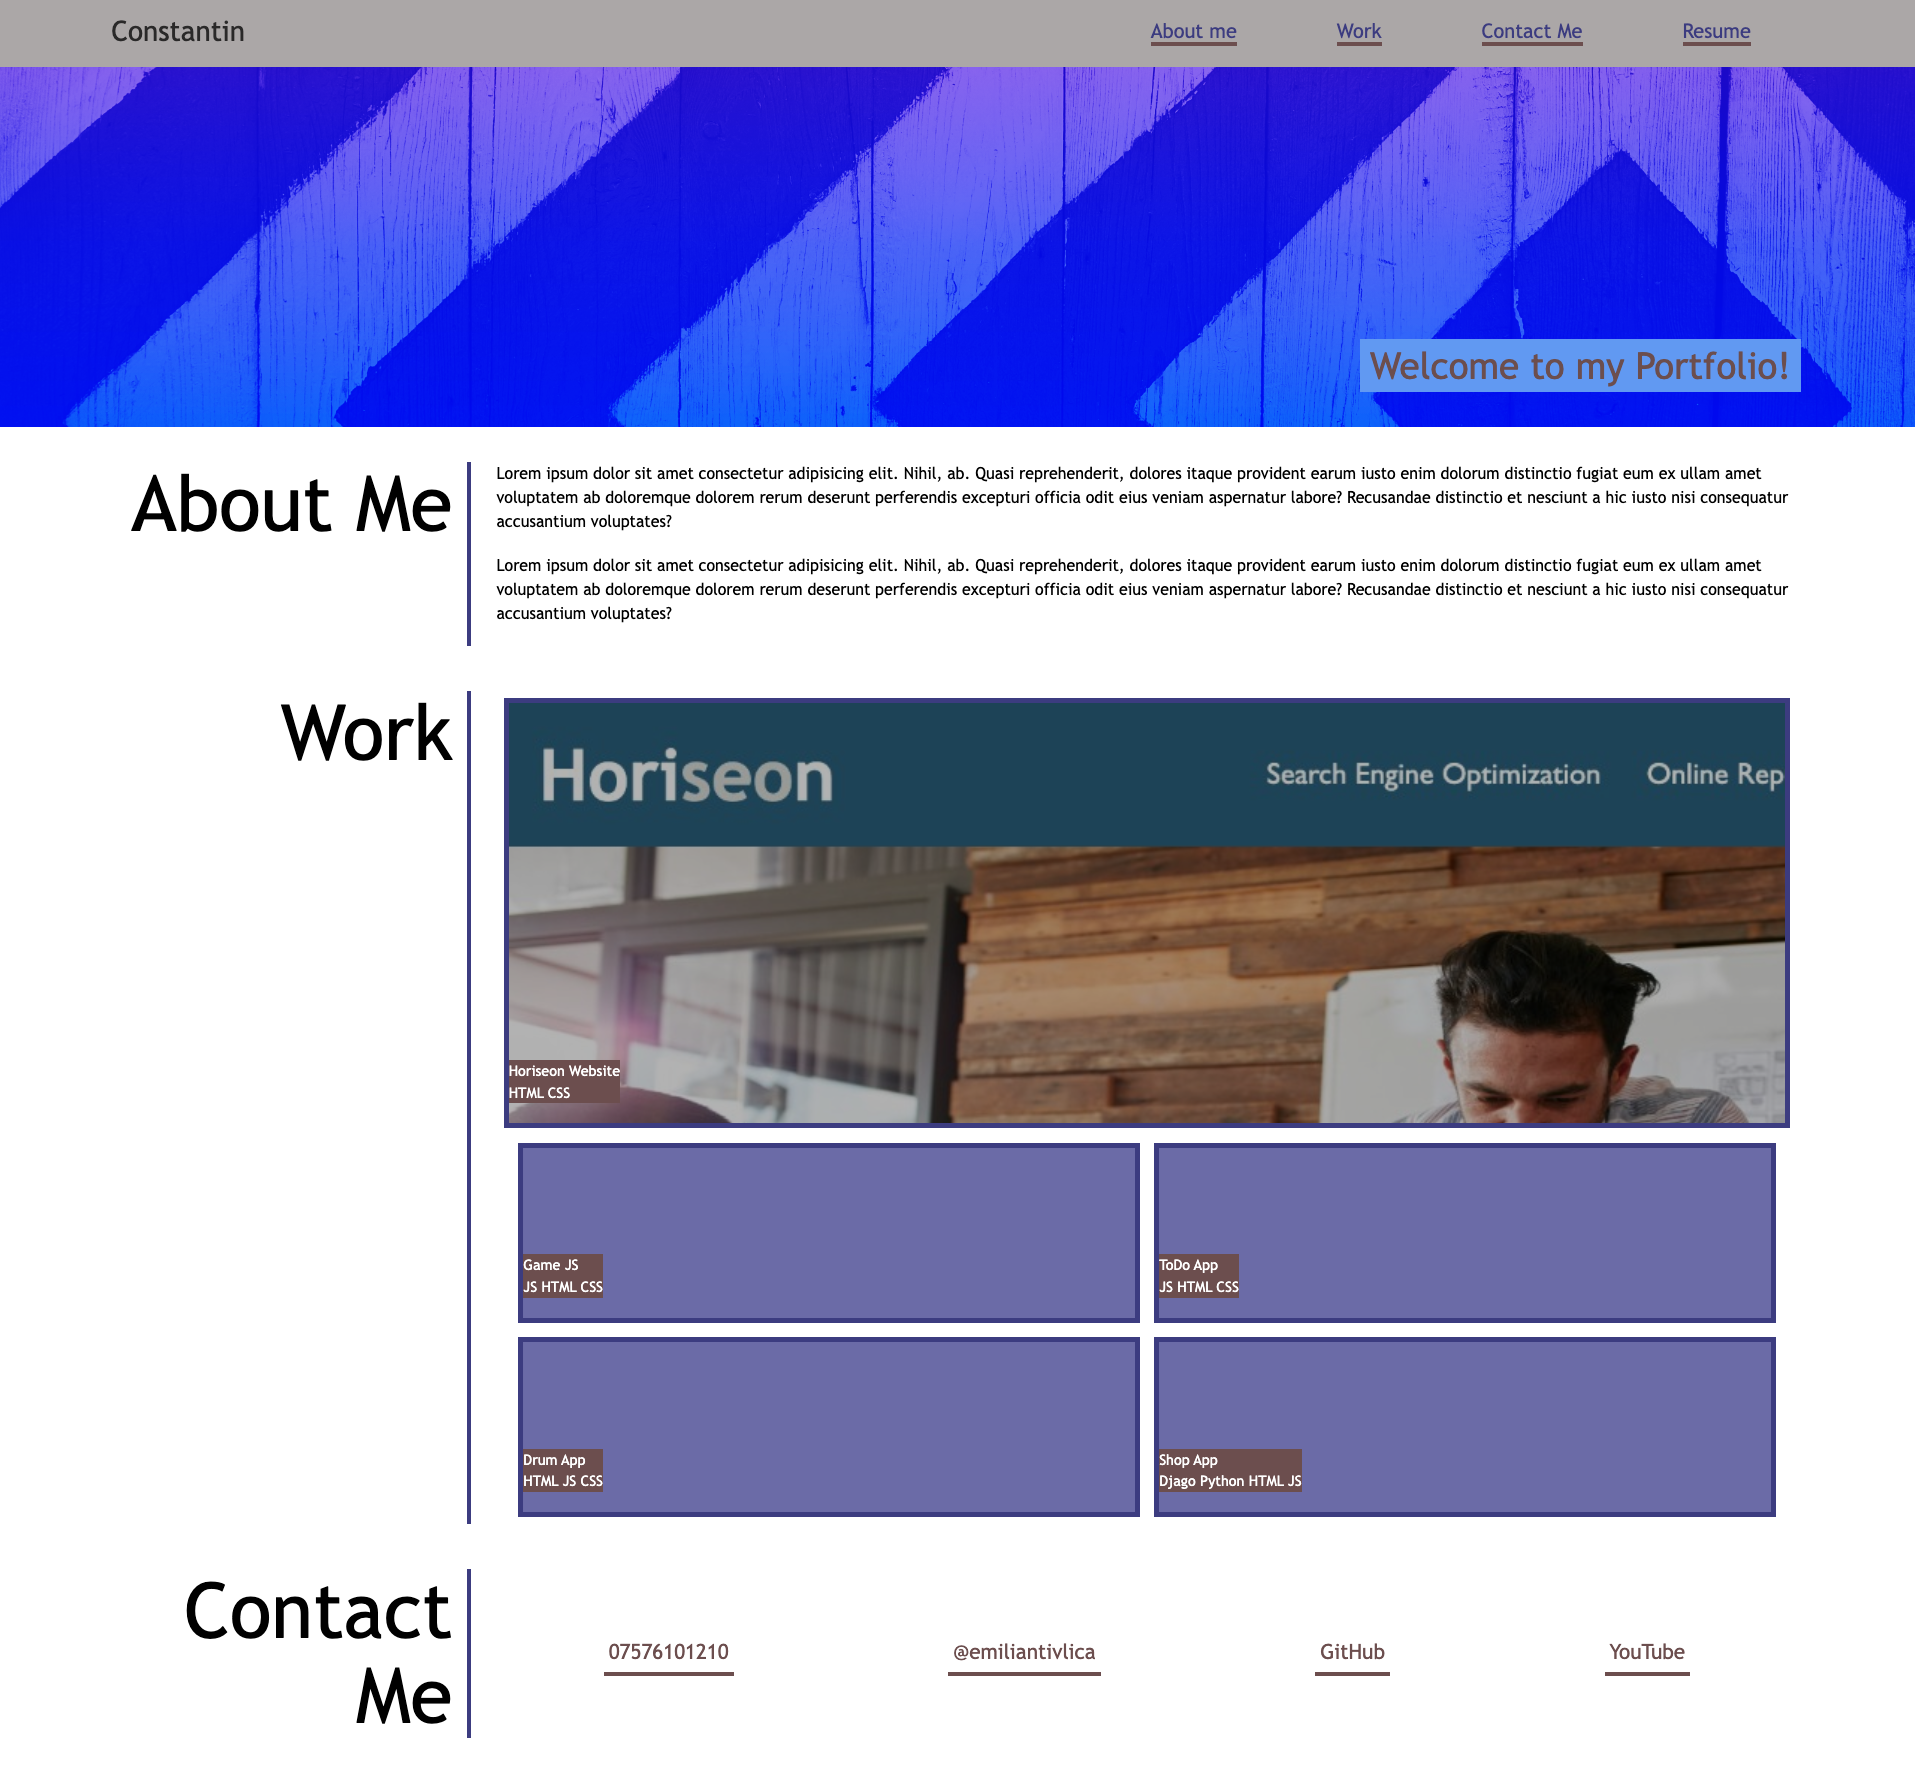 Constantin
About me
Work
Contact Me
Resume
Welcome to my Portfolio!
About Me
Lorem ipsum dolor sit amet consectetur adipisicing elit. Nihil, ab. Quasi reprehenderit, dolores itaque provident earum iusto enim dolorum distinctio fugiat eum ex ullam amet
voluptatem ab doloremque dolorem rerum deserunt perferendis excepturi officia odit eius veniam aspernatur labore? Recusandae distinctio et nesciunt a hic iusto nisi consequatur
accusantium voluptates?
Lorem ipsum dolor sit amet consectetur adipisicing elit. Nihil, ab. Quasi reprehenderit, dolores itaque provident earum iusto enim dolorum distinctio fugiat eum ex ullam amet
voluptatem ab doloremque dolorem rerum deserunt perferendis excepturi officia odit eius veniam aspernatur labore? Recusandae distinctio et nesciunt a hic iusto nisi consequatur
accusantium voluptates?
Work
Horiseon
Search Engine Optimization
Online Rep
Horiseon Website
HTML CSS
Game JS
JS HTML CSS
ToDo App
JS HTML CSS
Drum App
HTML JS CSS
Shop App
Djago Python HTML JS
Contact
Me
07576101210
@emiliantivlica
GitHub
YouTube